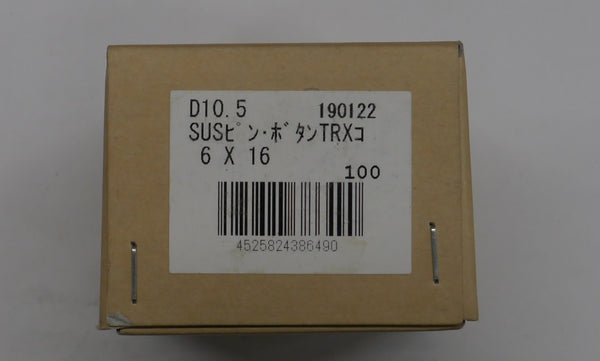 D10.5 190122
SUSﾋﾟﾝ･ﾎﾞﾀﾝTRXｺ
6 X 16
100
4525824386490